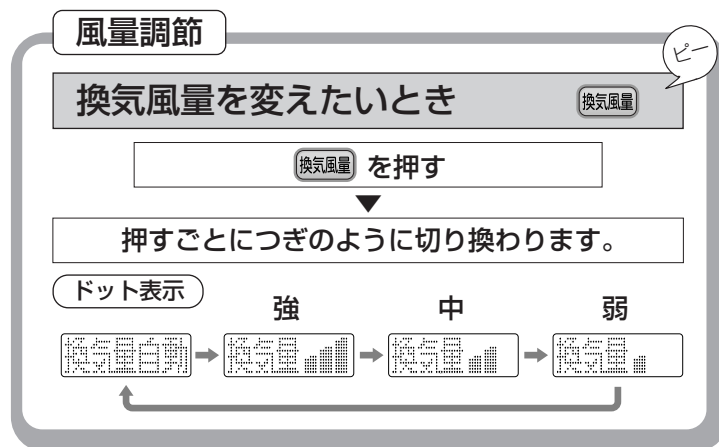 風量調節
ピー
換気風量を変えたいとき 換気風量
換気風量 を押す
押すごとにつぎのように切り換わります。
ドット表示
強 中 弱
換気量自動 換気量 換気量 換気量